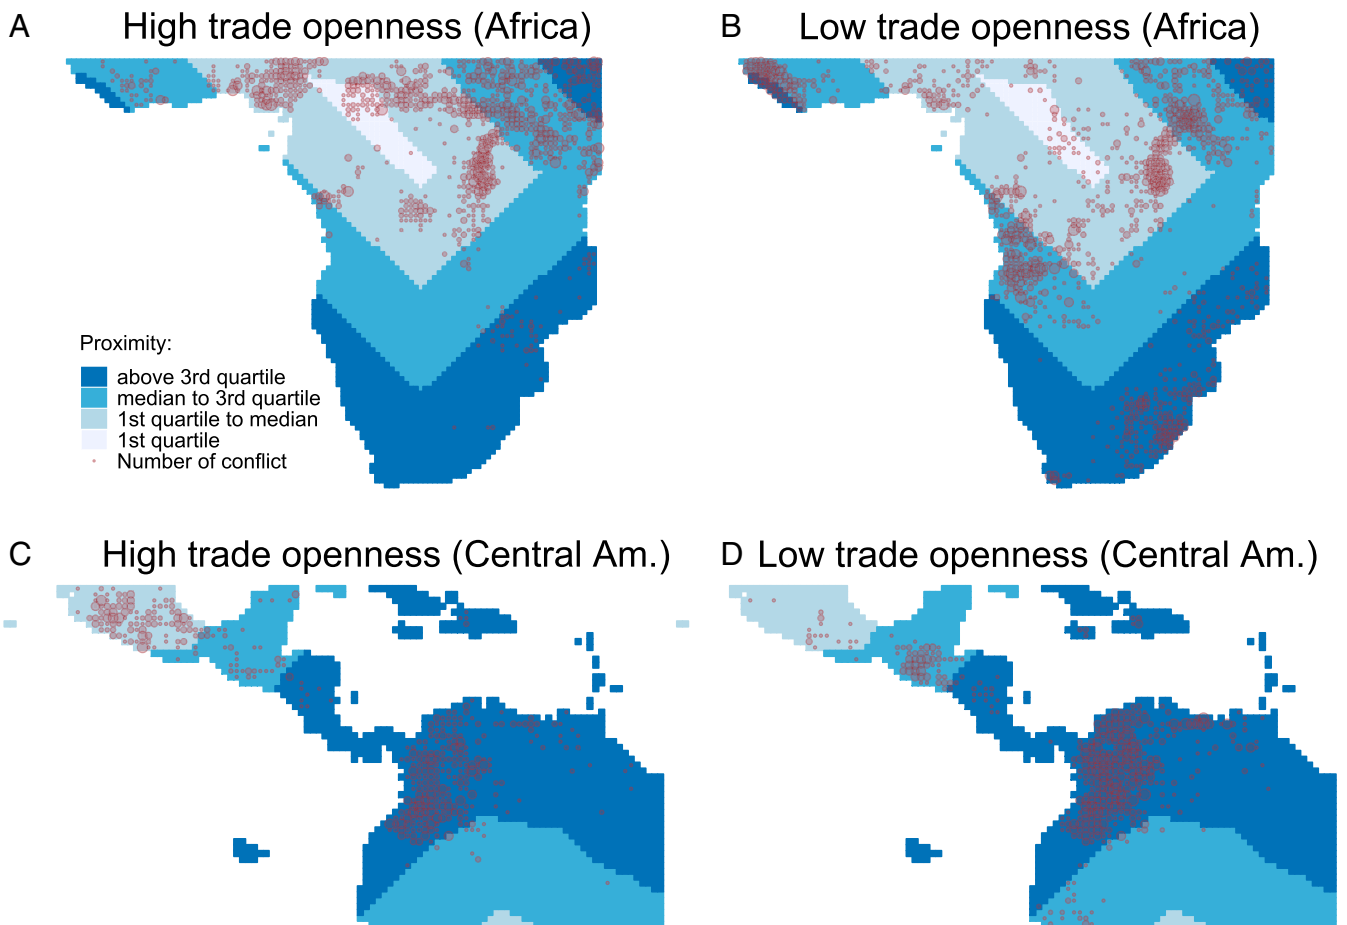 A High trade openness (Africa)
B Low trade openness (Africa)
Proximity:
above 3rd quartile
median to 3rd quartile
1st quartile to median
1st quartile
Number of conflict
C High trade openness (Central Am.)
D Low trade openness (Central Am.)